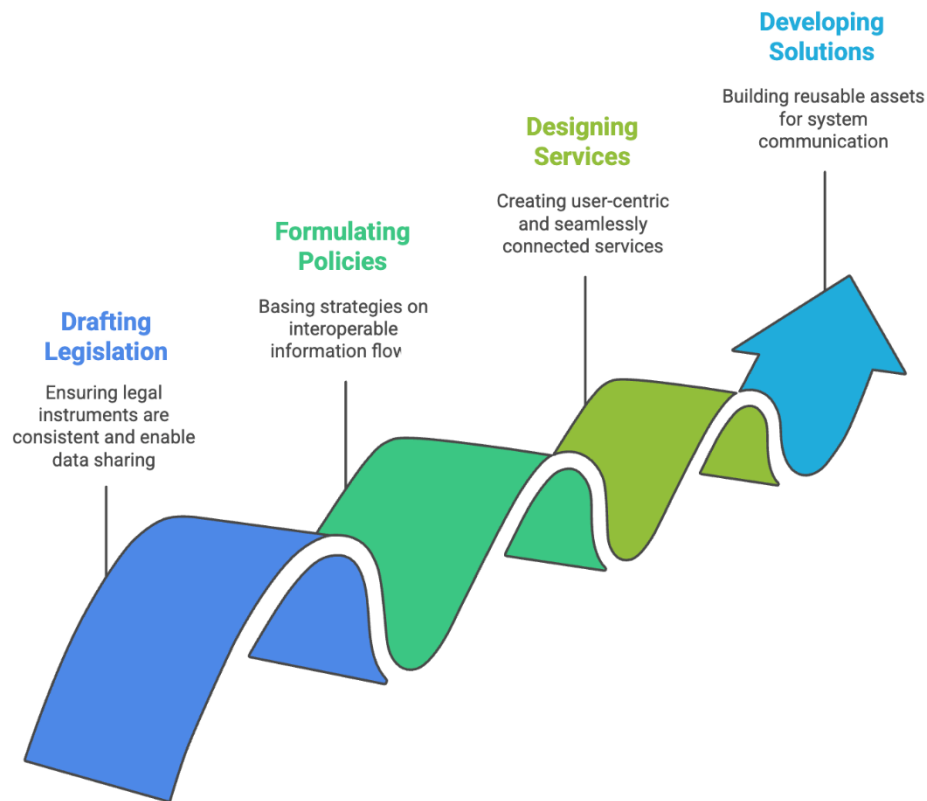 Developing
Solutions
Building reusable assets
for system
communication
Designing
Services
Creating user-centric
and seamlessly
connected services
Formulating
Policies
Basing strategies on
interoperable
information flow
Drafting
Legislation
Ensuring legal
instruments are
consistent and enable
data sharing